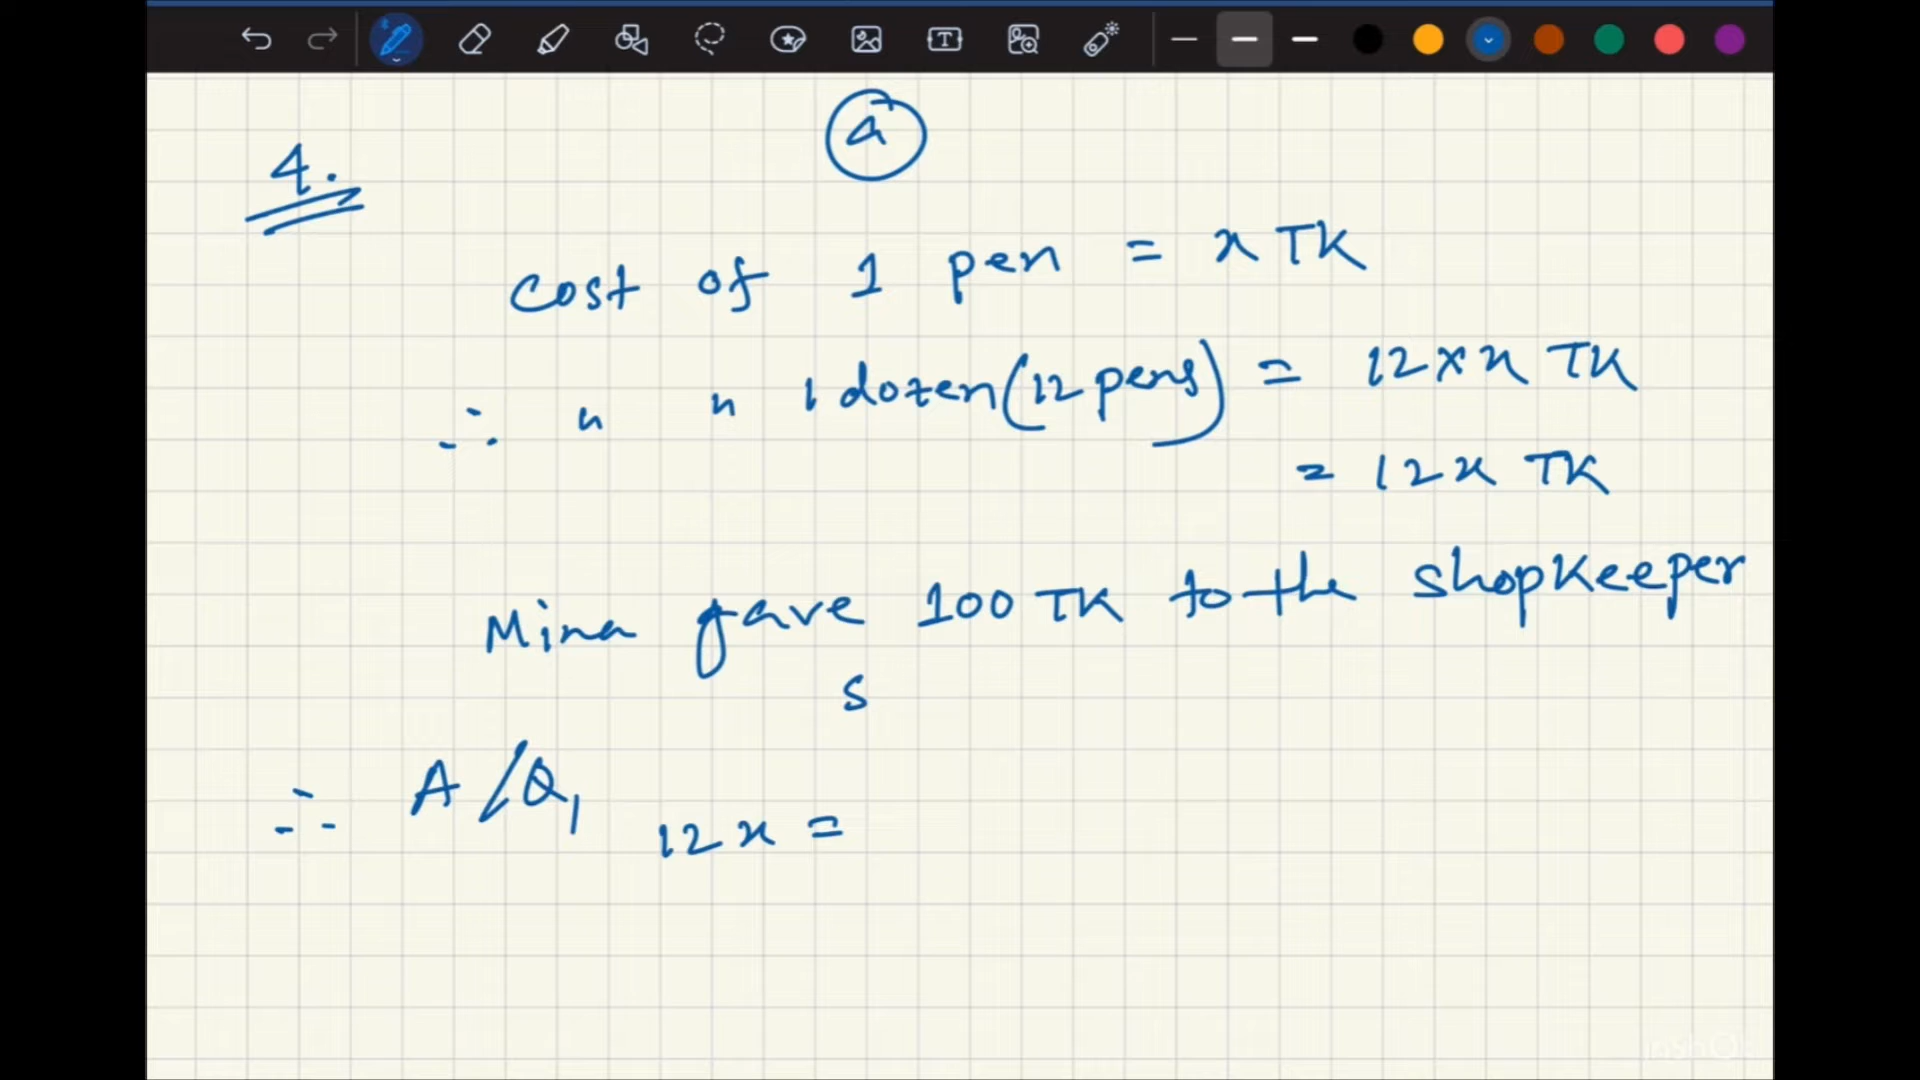 a
4.
Cost of 1 pen = x TK
∴ " " 1 dozen (12 pens) = 12 × x TK
= 12x TK
Mina gave 100 TK to the shopkeeper
s
∴ A/Q,
12x =